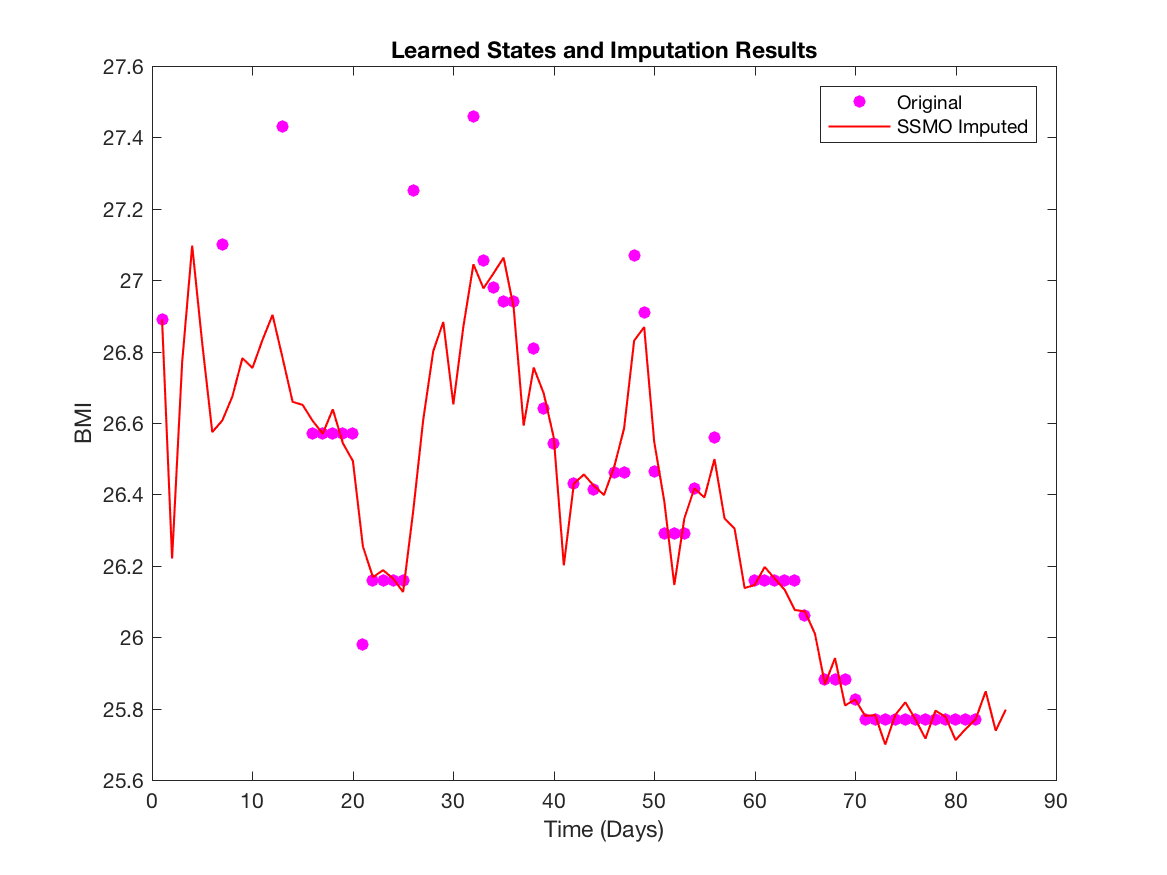 Learned States and Imputation Results
27.6
27.4
27.2
27
26.8
26.6
26.4
26.2
26
25.8
25.6
BMI
Original
SSMO Imputed
0 10 20 30 40 50 60 70 80 90
Time (Days)